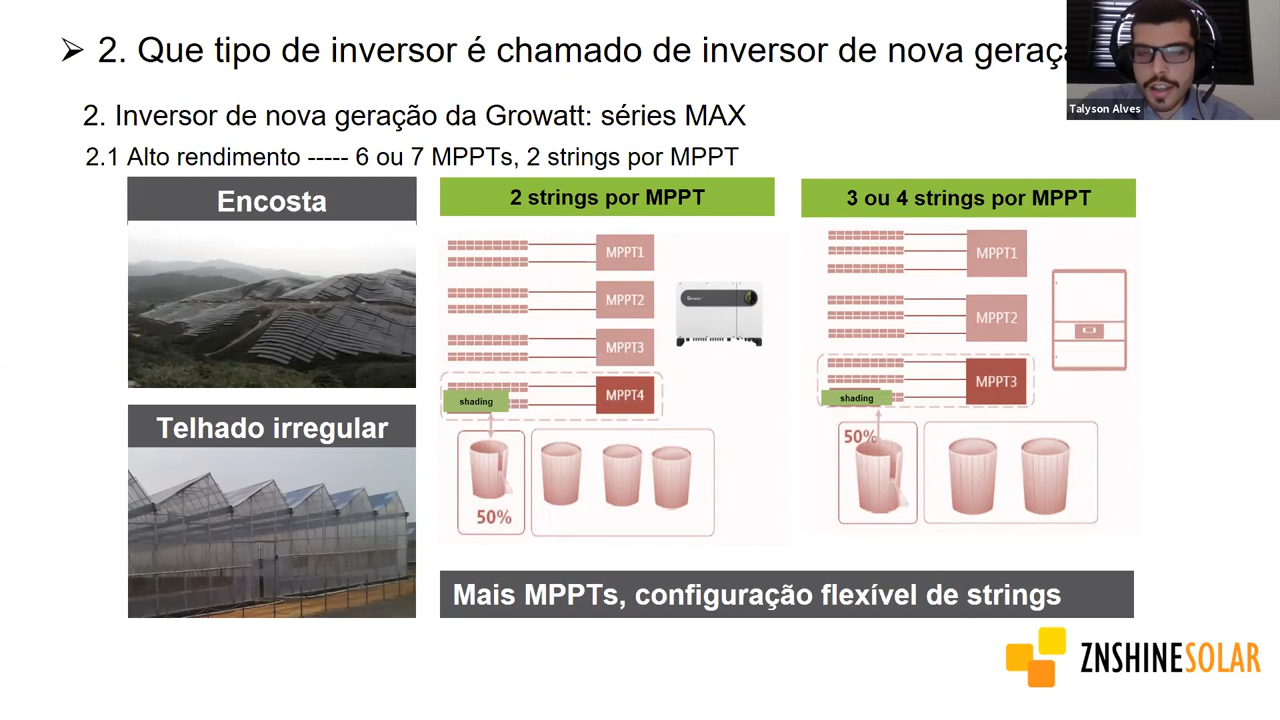 ➢ 2. Que tipo de inversor é chamado de inversor de nova geraç
Talyson Alves
2. Inversor de nova geração da Growatt: séries MAX
2.1 Alto rendimento ----- 6 ou 7 MPPTs, 2 strings por MPPT
Encosta
2 strings por MPPT
3 ou 4 strings por MPPT
MPPT1
MPPT2
MPPT3
MPPT4
shading
50%
MPPT1
MPPT2
MPPT3
shading
50%
Telhado irregular
Mais MPPTs, configuração flexível de strings
ZNSHINESOLAR